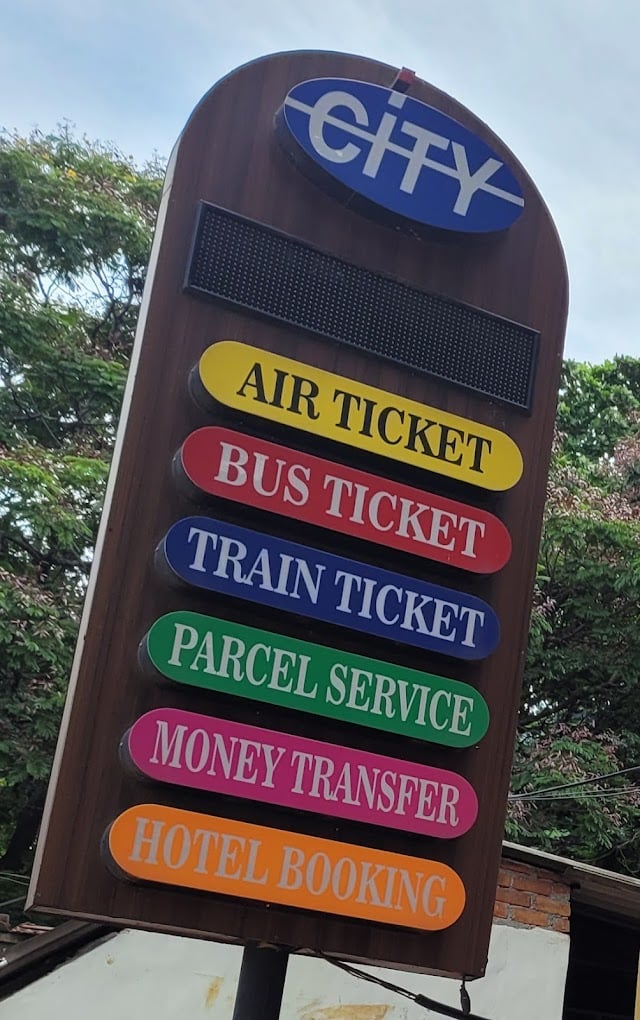 CiTY
AIR TICKET
BUS TICKET
TRAIN TICKET
PARCEL SERVICE
MONEY TRANSFER
HOTEL BOOKING